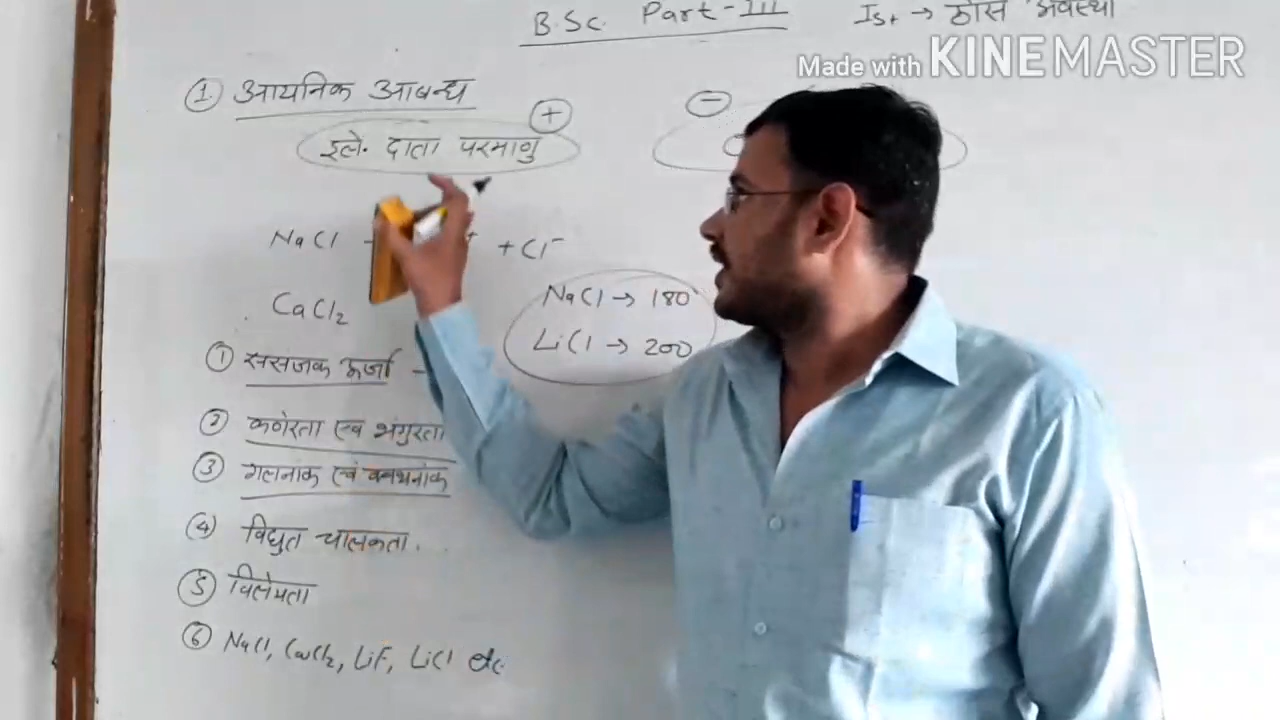 B.Sc. Part-III
Ist → ठोस अवस्था
Made with KINEMASTER
① आयनिक आबन्ध
+
इले. दाता परमाणु
−
NaCl
+ Cl⁻
CaCl₂
NaCl → 180
LiCl → 200
① ससंजक ऊर्जा
② कठोरता एवं भंगुरता
③ गलनांक एवं क्वथनांक
④ विद्युत चालकता.
⑤ विलेयता
⑥ NaCl, CaCl₂, LiF, LiCl etc